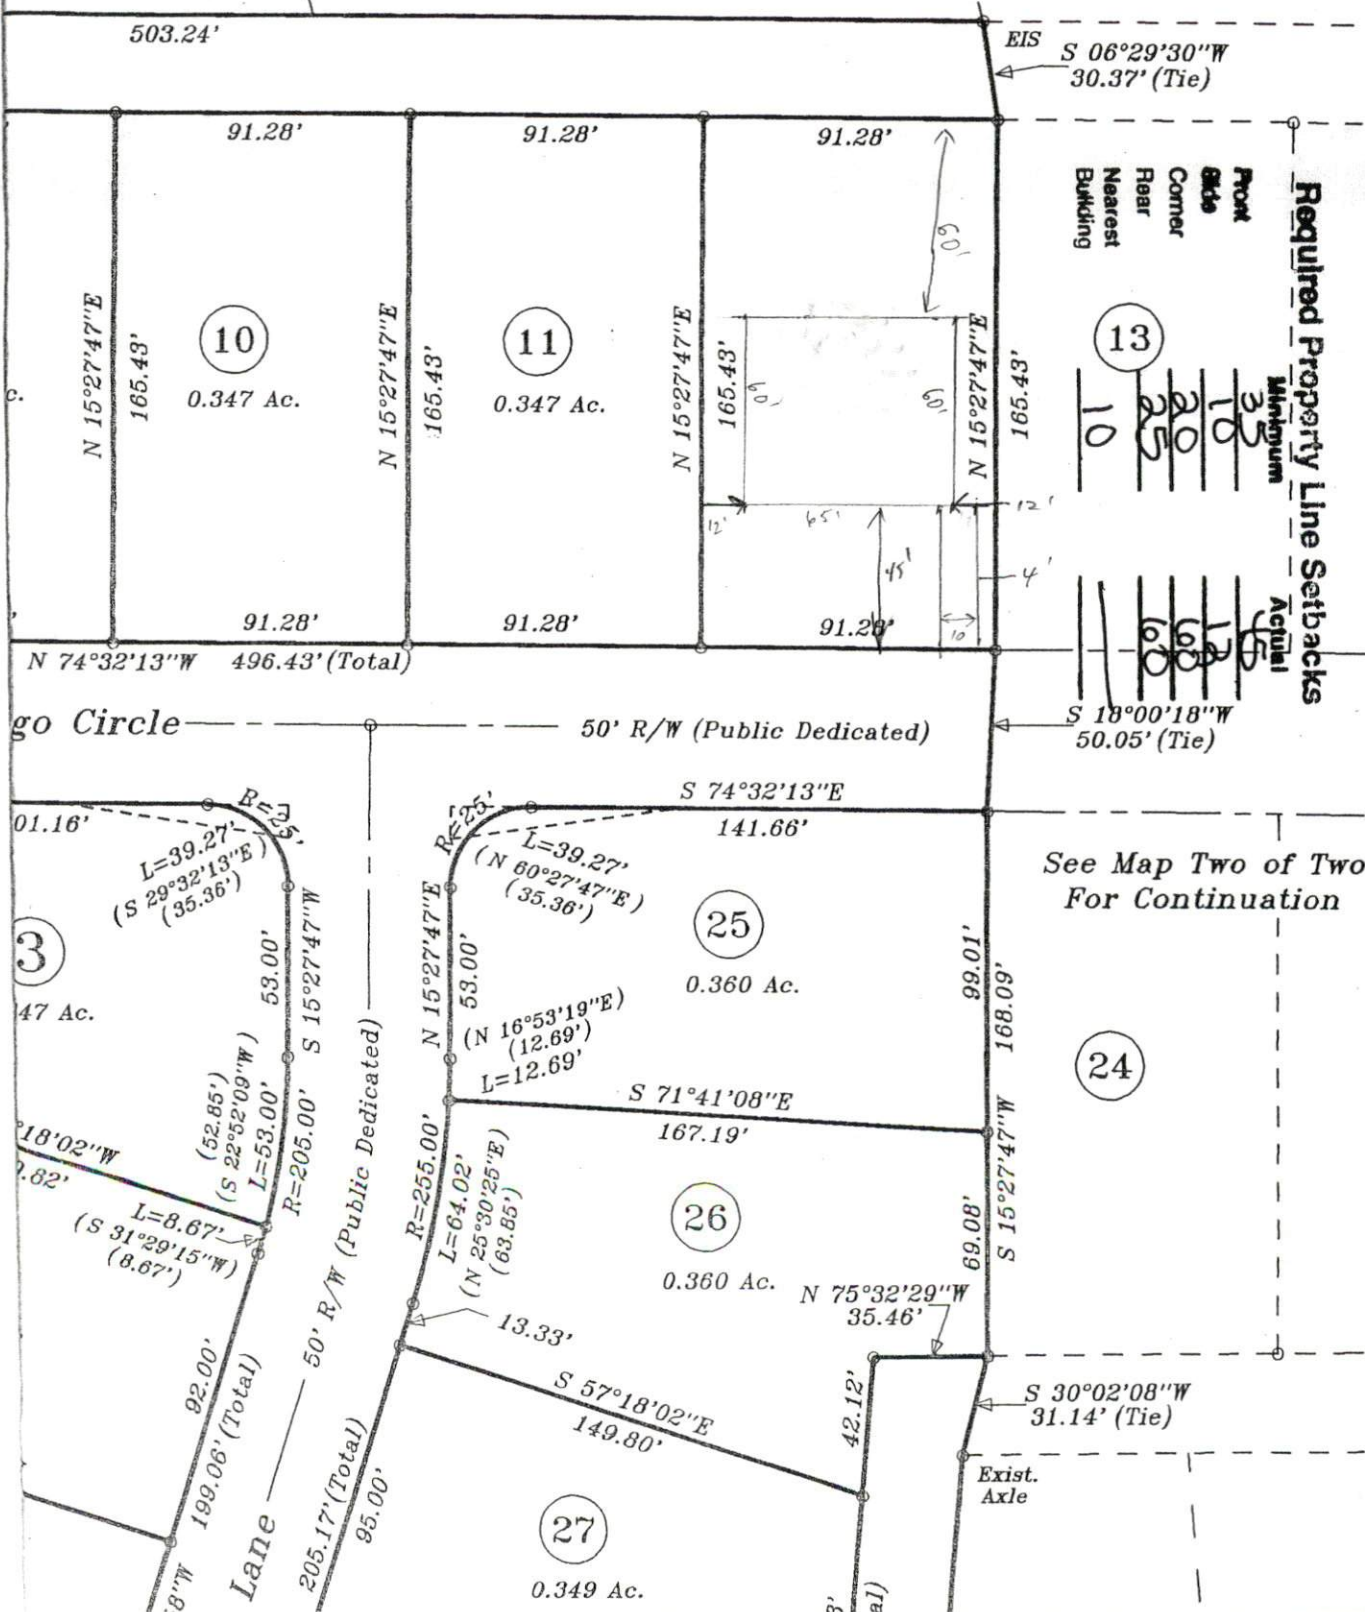 503.24'
EIS
S 06°29'30"W
30.37' (Tie)
91.28'
91.28'
91.28'
60'
N 15°27'47"E
165.43'
10
0.347 Ac.
N 15°27'47"E
165.43'
11
0.347 Ac.
N 15°27'47"E
165.43'
60'
60'
N 15°27'47"E
165.43'
13
c.
12'
65'
12'
45'
4'
10'
91.28'
91.28'
91.28'
N 74°32'13"W 496.43' (Total)
Required Property Line Setbacks
Minimum Actual
Front 35 45
Side 10 12
Corner 20 60
Rear 25 60
Nearest
Building 10
go Circle
50' R/W (Public Dedicated)
S 18°00'18"W
50.05' (Tie)
01.16'
R=25'
L=39.27'
(S 29°32'13"E)
(35.36')
R=25'
L=39.27'
(N 60°27'47"E)
(35.36')
S 74°32'13"E
141.66'
See Map Two of Two
For Continuation
3
47 Ac.
53.00'
S 15°27'47"W
N 15°27'47"E
53.00'
25
0.360 Ac.
99.01'
168.09'
S 15°27'47"W
24
(N 16°53'19"E)
(12.69')
L=12.69'
S 71°41'08"E
167.19'
°18'02"W
9.82'
(52.85')
(S 22°52'09"W)
L=53.00'
R=205.00'
50' R/W (Public Dedicated)
R=255.00'
L=64.02'
(N 25°30'25"E)
(63.85')
L=8.67'
(S 31°29'15"W)
(8.67')
26
0.360 Ac.
69.08'
N 75°32'29"W
35.46'
13.33'
92.00'
199.06' (Total)
Lane
205.17' (Total)
95.00'
S 57°18'02"E
149.80'
42.12'
S 30°02'08"W
31.14' (Tie)
Exist.
Axle
27
0.349 Ac.
8"W
3'
al)